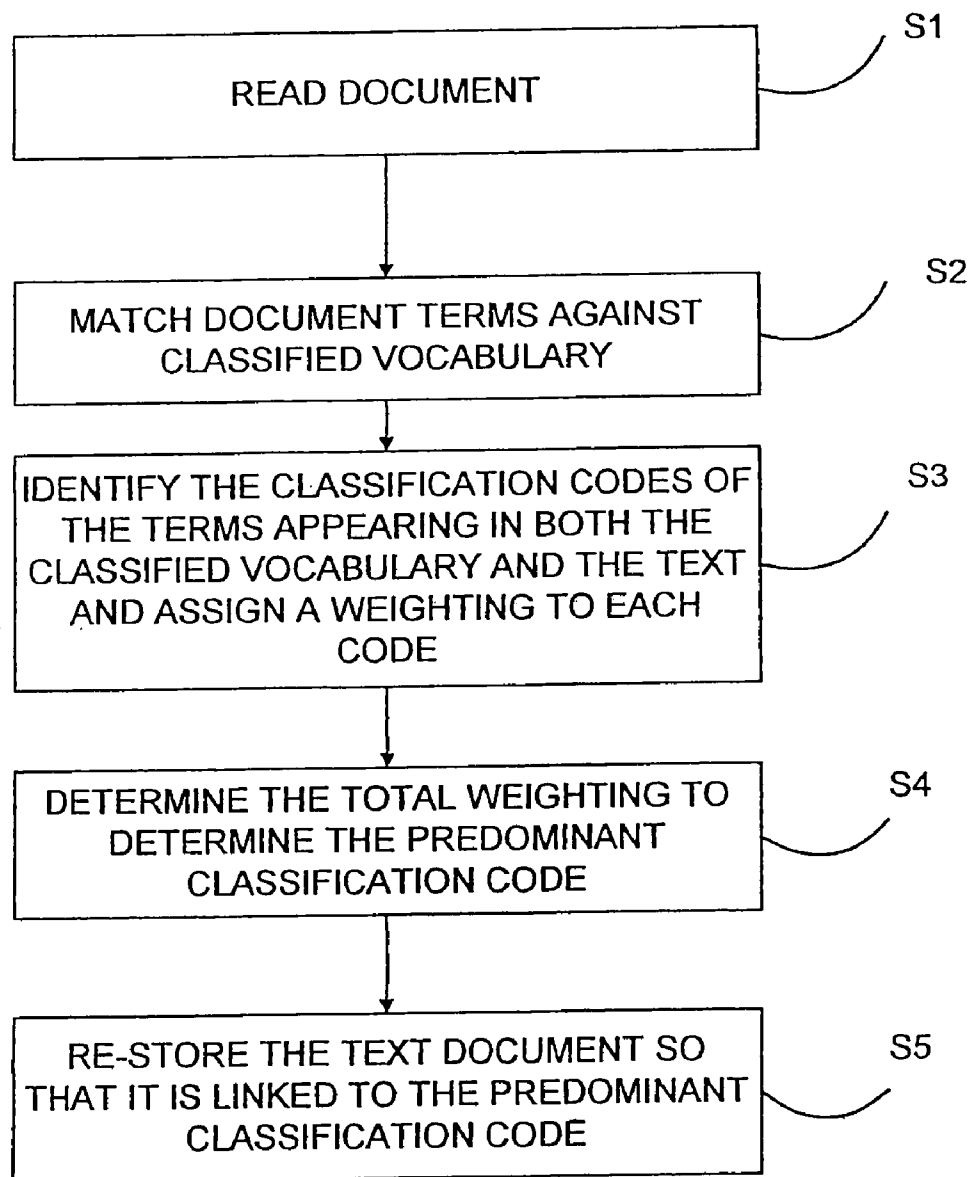 S1
READ DOCUMENT
S2
MATCH DOCUMENT TERMS AGAINST
CLASSIFIED VOCABULARY
S3
IDENTIFY THE CLASSIFICATION CODES OF
THE TERMS APPEARING IN BOTH THE
CLASSIFIED VOCABULARY AND THE TEXT
AND ASSIGN A WEIGHTING TO EACH
CODE
S4
DETERMINE THE TOTAL WEIGHTING TO
DETERMINE THE PREDOMINANT
CLASSIFICATION CODE
S5
RE-STORE THE TEXT DOCUMENT SO
THAT IT IS LINKED TO THE PREDOMINANT
CLASSIFICATION CODE